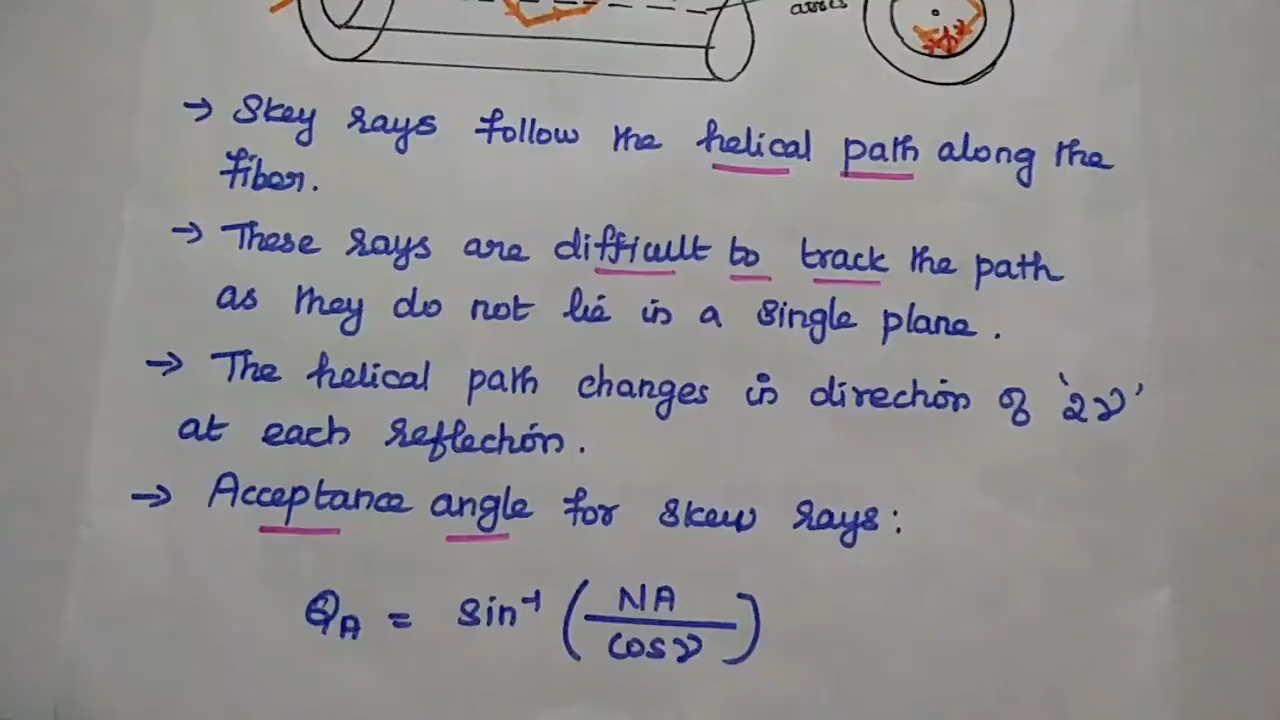 axis
→ Skey rays follow the helical path along the
fiber.
→ These rays are difficult to track the path
as they do not lie in a single plane.
→ The helical path changes in direction of '2γ'
at each reflection.
→ Acceptance angle for skew rays:
θA = sin⁻¹ (NA / cosγ)